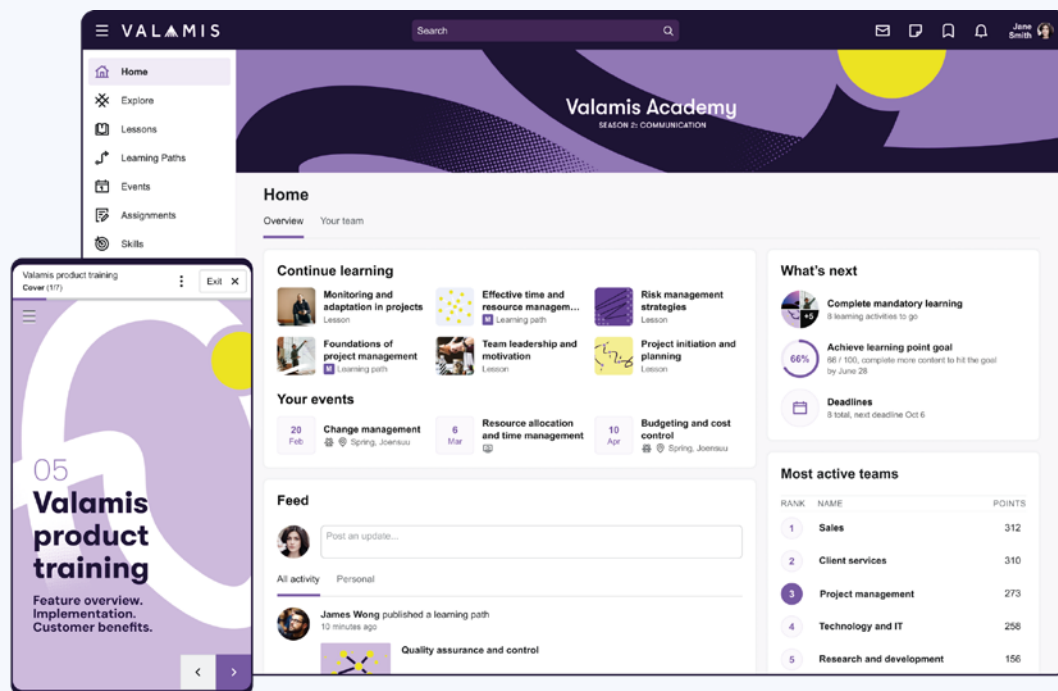 VALAMIS
Search
Jane
Smith
Home
Explore
Lessons
Learning Paths
Events
Assignments
Skills
Valamis Academy
SEASON 2: COMMUNICATION
Home
Overview Your team
Continue learning
Monitoring and
adaptation in projects
Lesson
Effective time and
resource managem...
M Learning path
Risk management
strategies
Lesson
Foundations of
project management
M Learning path
Team leadership and
motivation
Lesson
Project initiation and
planning
Lesson
Your events
20
Feb
Change management
Spring, Joensuu
6
Mar
Resource allocation
and time management
10
Apr
Budgeting and cost
control
Spring, Joensuu
Feed
Post an update...
All activity Personal
James Wong published a learning path
10 minutes ago
Quality assurance and control
What's next
+5
Complete mandatory learning
8 learning activities to go
66%
Achieve learning point goal
66 / 100, complete more content to hit the goal
by June 28
Deadlines
8 total, next deadline Oct 6
Most active teams
RANK NAME POINTS
1 Sales 312
2 Client services 310
3 Project management 273
4 Technology and IT 258
5 Research and development 156
Valamis product training
Cover (1/7)
Exit
05
Valamis
product
training
Feature overview.
Implementation.
Customer benefits.